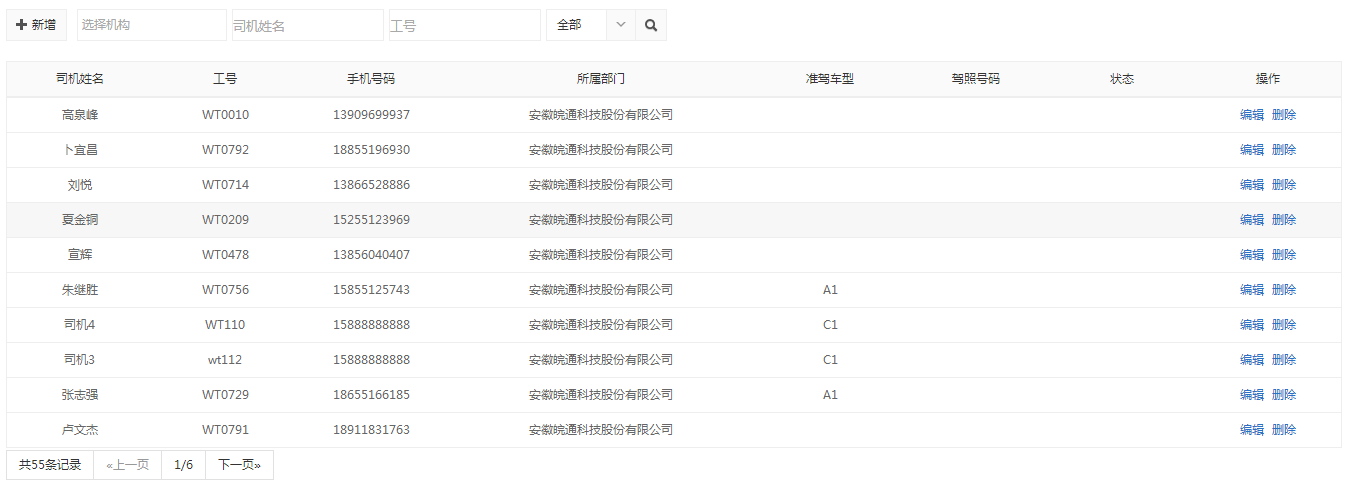 新增 选择机构 司机姓名 工号 全部
司机姓名 工号 手机号码 所属部门 准驾车型 驾照号码 状态 操作
高泉峰 WT0010 13909699937 安徽皖通科技股份有限公司 编辑 删除
卜宜昌 WT0792 18855196930 安徽皖通科技股份有限公司 编辑 删除
刘悦 WT0714 13866528886 安徽皖通科技股份有限公司 编辑 删除
夏金铜 WT0209 15255123969 安徽皖通科技股份有限公司 编辑 删除
宣辉 WT0478 13856040407 安徽皖通科技股份有限公司 编辑 删除
朱继胜 WT0756 15855125743 安徽皖通科技股份有限公司 A1 编辑 删除
司机4 WT110 15888888888 安徽皖通科技股份有限公司 C1 编辑 删除
司机3 wt112 15888888888 安徽皖通科技股份有限公司 C1 编辑 删除
张志强 WT0729 18655166185 安徽皖通科技股份有限公司 A1 编辑 删除
卢文杰 WT0791 18911831763 安徽皖通科技股份有限公司 编辑 删除
共55条记录 «上一页 1/6 下一页»